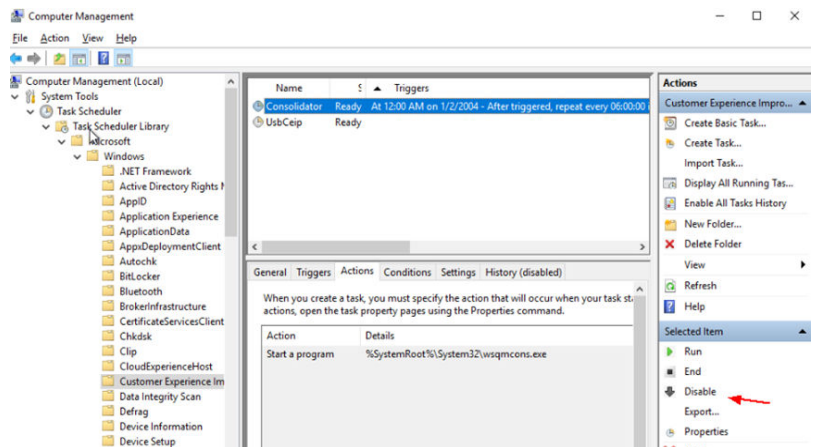 Computer Management
File Action View Help
Computer Management (Local)
System Tools
Task Scheduler
Task Scheduler Library
Microsoft
Windows
.NET Framework
Active Directory Rights
AppID
Application Experience
ApplicationData
AppxDeploymentClient
Autochk
BitLocker
Bluetooth
BrokerInfrastructure
CertificateServicesClient
Chkdsk
Clip
CloudExperienceHost
Customer Experience Im
Data Integrity Scan
Defrag
Device Information
Device Setup
Name S Triggers
Consolidator Ready At 12:00 AM on 1/2/2004 - After triggered, repeat every 06:00:00
UsbCeip Ready
General Triggers Actions Conditions Settings History (disabled)
When you create a task, you must specify the action that will occur when your task sta
actions, open the task property pages using the Properties command.
Action Details
Start a program %SystemRoot%\System32\wsqmcons.exe
Actions
Customer Experience Impro...
Create Basic Task...
Create Task...
Import Task...
Display All Running Tas...
Enable All Tasks History
New Folder...
Delete Folder
View
Refresh
Help
Selected Item
Run
End
Disable
Export...
Properties